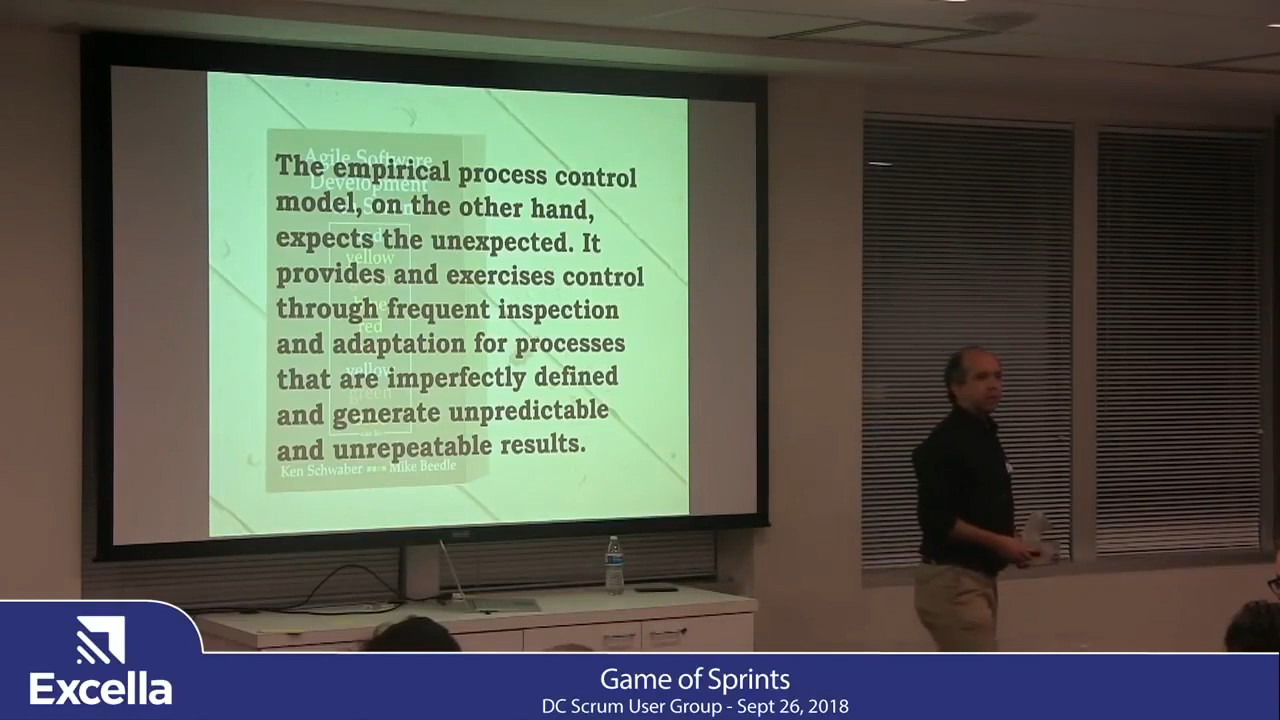 The empirical process control
model, on the other hand,
expects the unexpected. It
provides and exercises control
through frequent inspection
and adaptation for processes
that are imperfectly defined
and generate unpredictable
and unrepeatable results.
Agile Software
Development
yellow
red
yellow
green
Ken Schwaber Mike Beedle
Excella
Game of Sprints
DC Scrum User Group - Sept 26, 2018